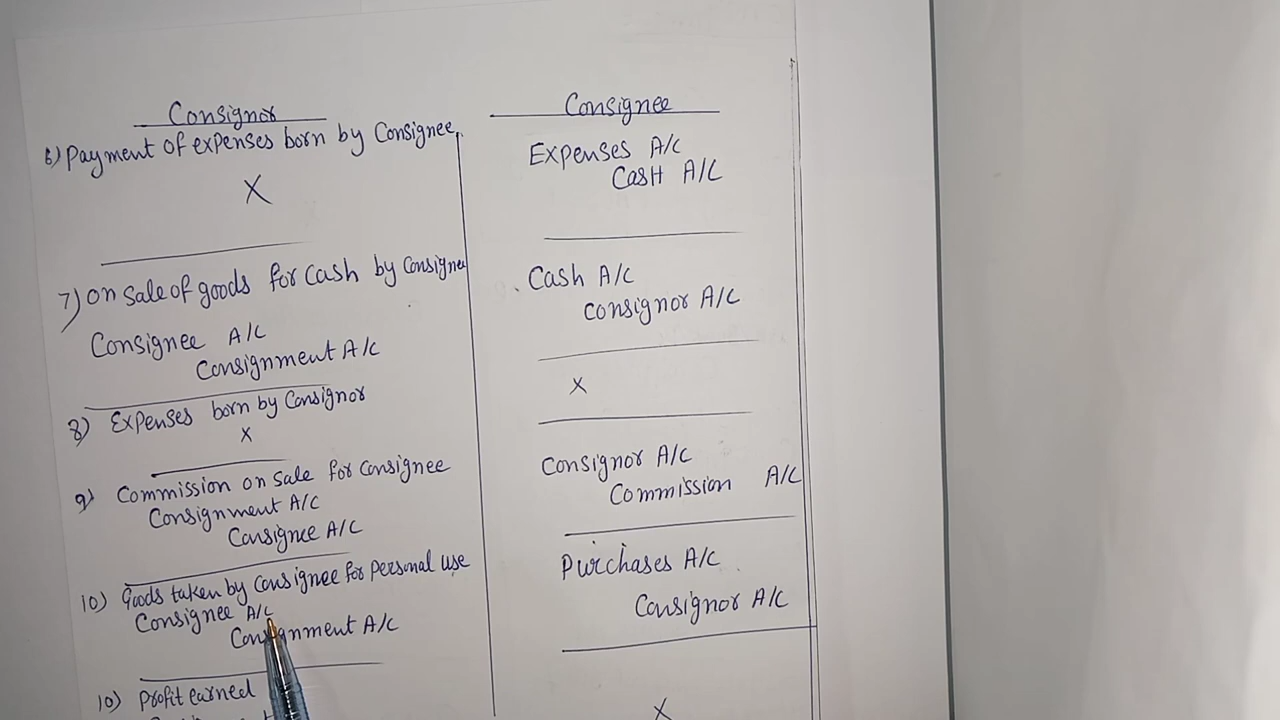 Consignor
6) Payment of expenses born by Consignee.
X
7) On Sale of goods for Cash by Consignee
Consignee A/C
Consignment A/C
8) Expenses born by Consignor
X
9) Commission on Sale for Consignee
Consignment A/C
Consignee A/C
10) Goods taken by Consignee for Personal use
Consignee A/C
Consignment A/C
10) Profit earned
Consignee
Expenses A/C
Cash A/C
Cash A/C
Consignor A/C
X
Consignor A/C
Commission A/C
Purchases A/C
Consignor A/C
X